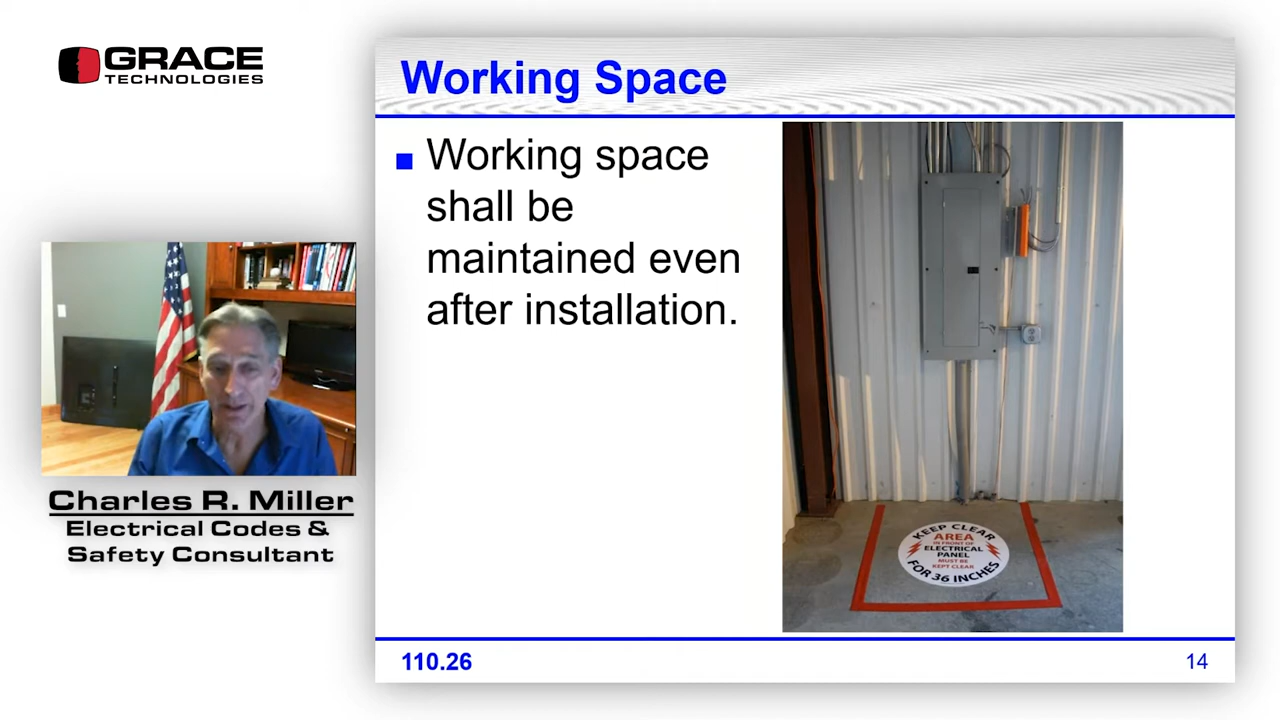 GRACE
TECHNOLOGIES
Working Space
Working space
shall be
maintained even
after installation.
KEEP CLEAR
AREA
IN FRONT OF
ELECTRICAL
PANEL
MUST BE
KEPT CLEAR
FOR 36 INCHES
Charles R. Miller
Electrical Codes &
Safety Consultant
110.26
14